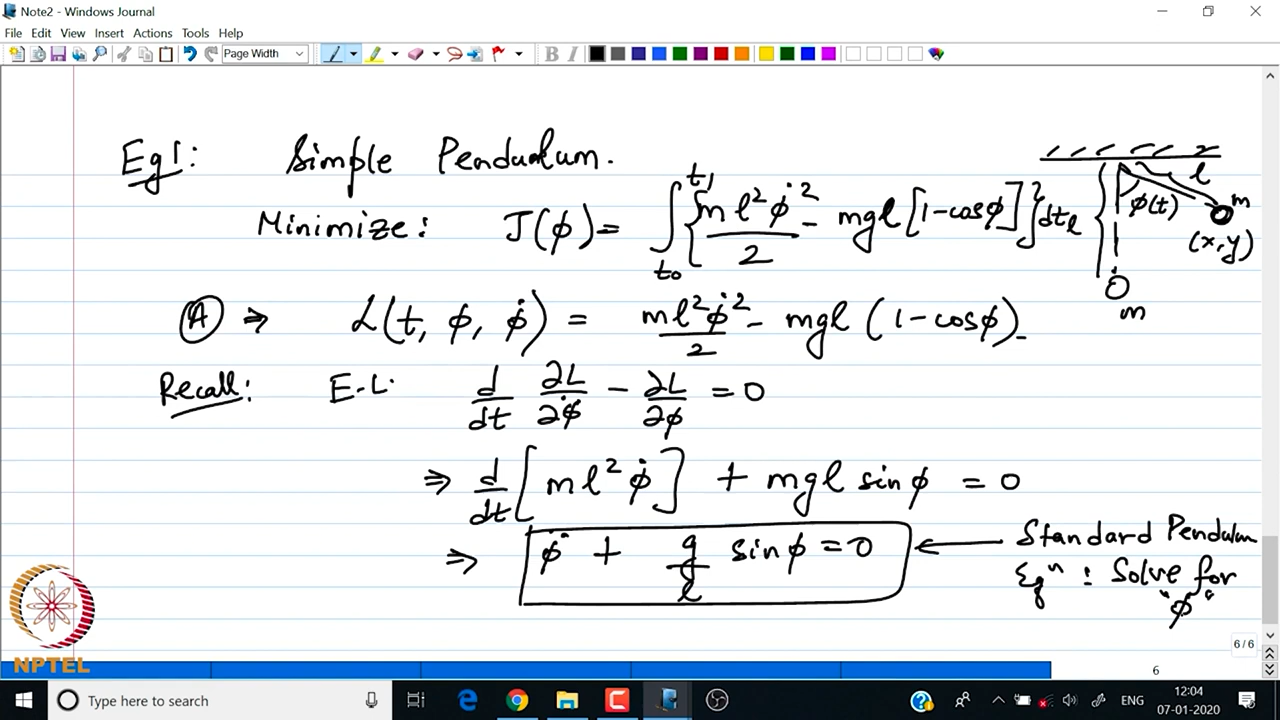 Note2 - Windows Journal
File Edit View Insert Actions Tools Help
Page Width
B I
Eg1: Simple Pendulum.
Minimize: J(ϕ) = ∫_{t₀}^{t₁} { m l² ϕ̇² / 2 - mgl [1-cosϕ] } dt
l
l
ϕ(t)
m
(x,y)
m
Ⓐ ⇒ L(t, ϕ, ϕ̇) = ml²ϕ̇² / 2 - mgl (1-cosϕ)
Recall: E-L. d/dt ∂L/∂ϕ̇ - ∂L/∂ϕ = 0
⇒ d/dt [ml²ϕ̇] + mgl sinϕ = 0
⇒ ϕ̈ + g/l sinϕ = 0 ← Standard Pendulum
Eqⁿ : Solve for
"ϕ"
6/6
NPTEL
6
Type here to search
ENG
12:04
07-01-2020